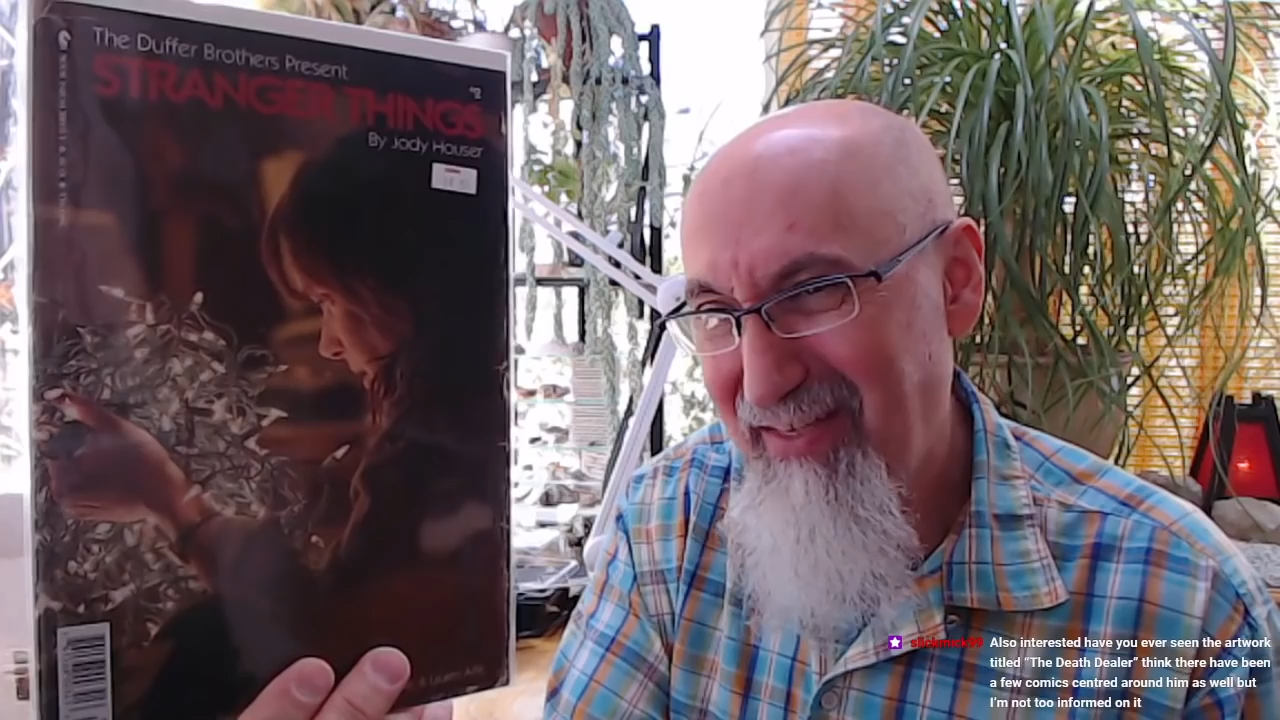 The Duffer Brothers Present
STRANGER THINGS
#2
By Jody Houser
Also interested have you ever seen the artwork
titled “The Death Dealer” think there have been
a few comics centred around him as well but
I'm not too informed on it